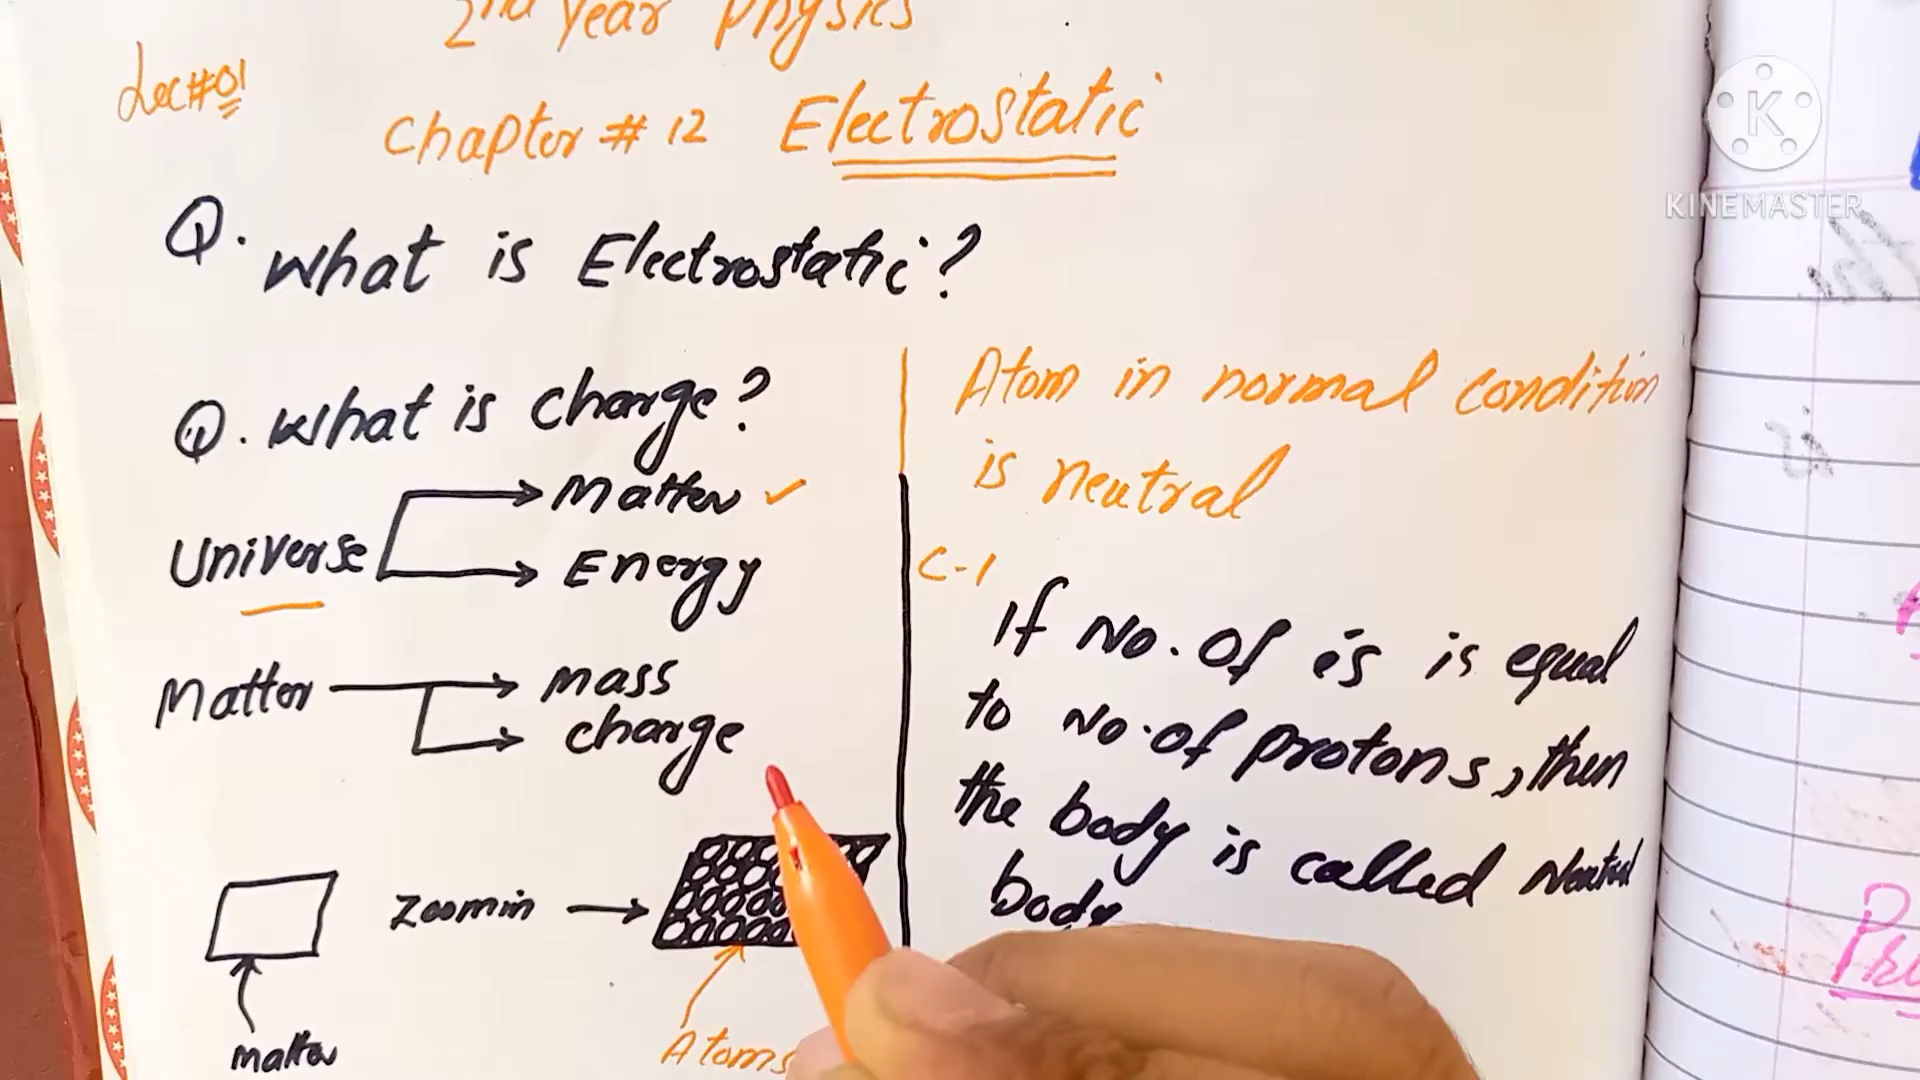 2nd Year Physics
Lec#01
Chapter # 12 Electrostatic
Q. What is Electrostatic?
Q. What is charge?
Universe
Matter
Energy
Matter
mass
charge
Zoomin
matter
Atoms
Atom in normal condition
is neutral
C-1
If No. Of es is equal
to No. of protons, then
the body is called Neutral
body
K
KINEMASTER